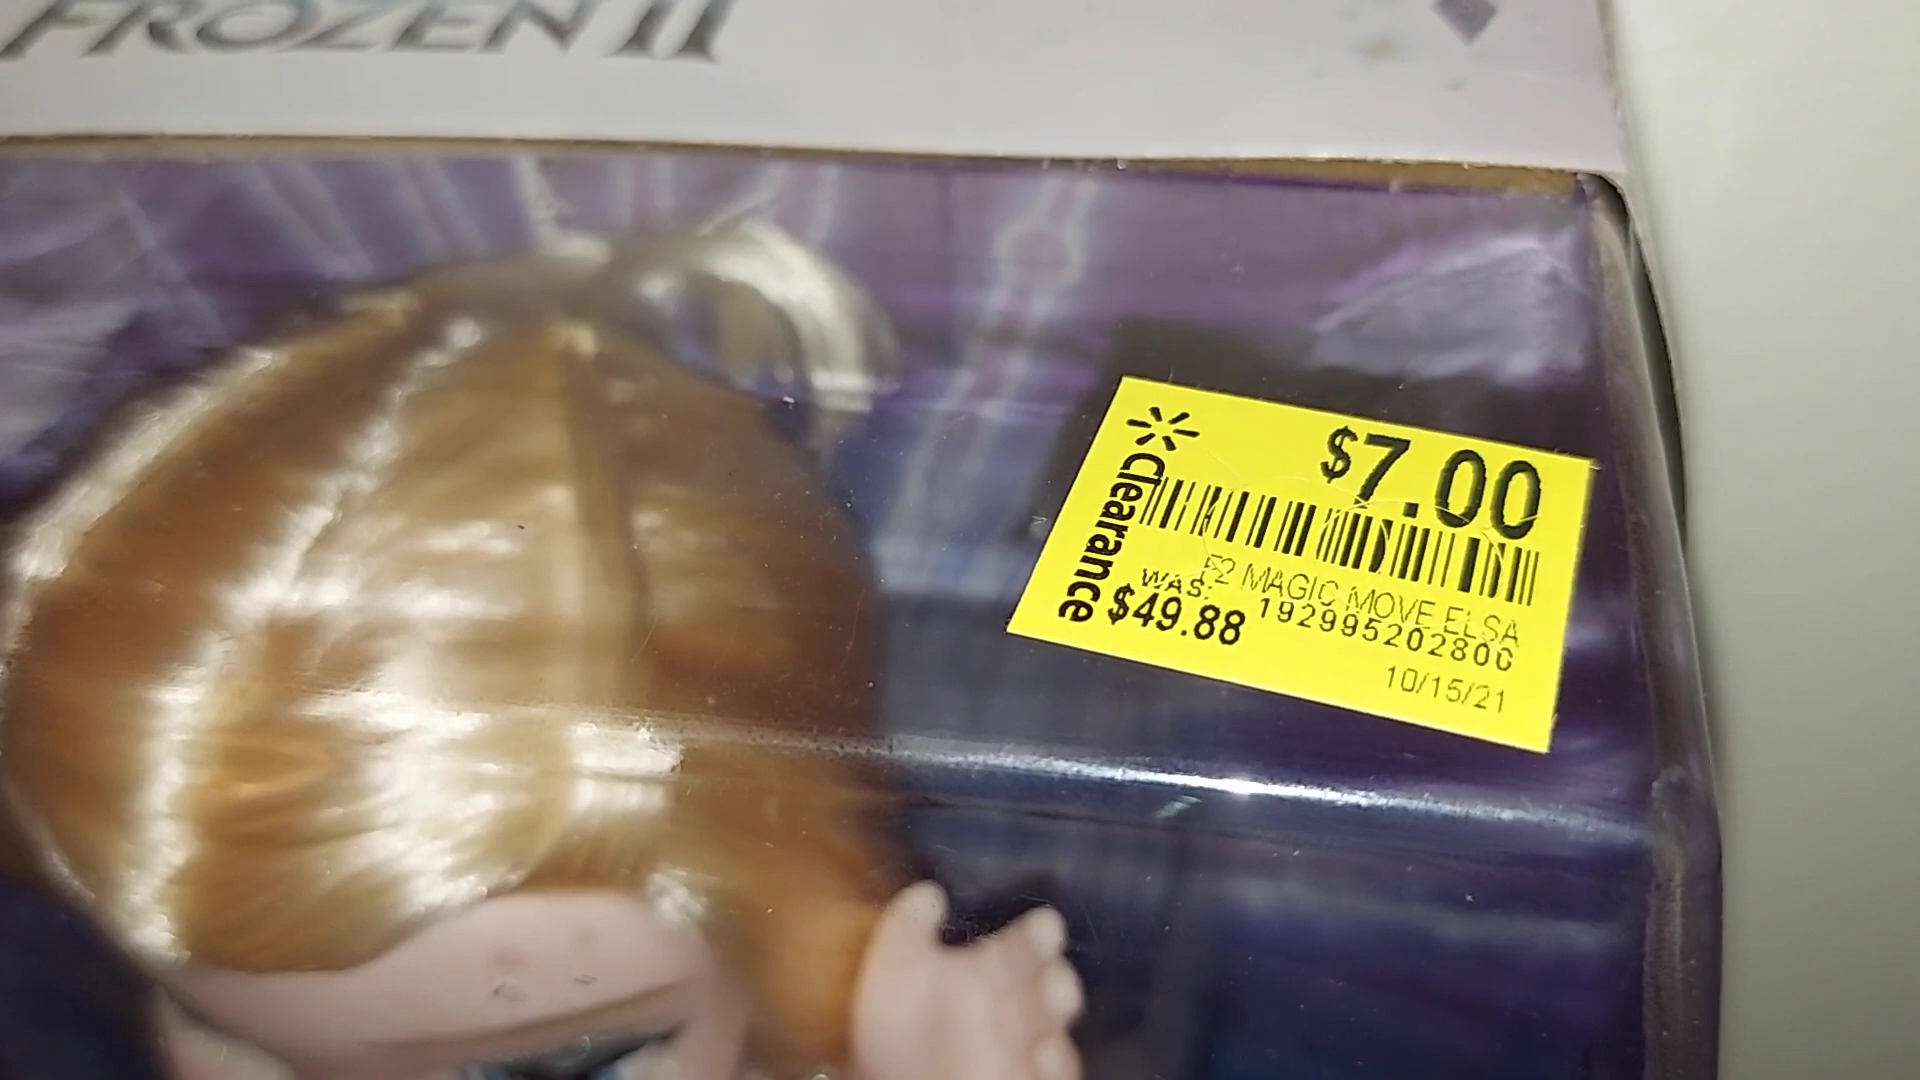 FROZEN II
$7.00
Clearance
F2 MAGIC MOVE ELSA
WAS:
$49.88
192995202800
10/15/21